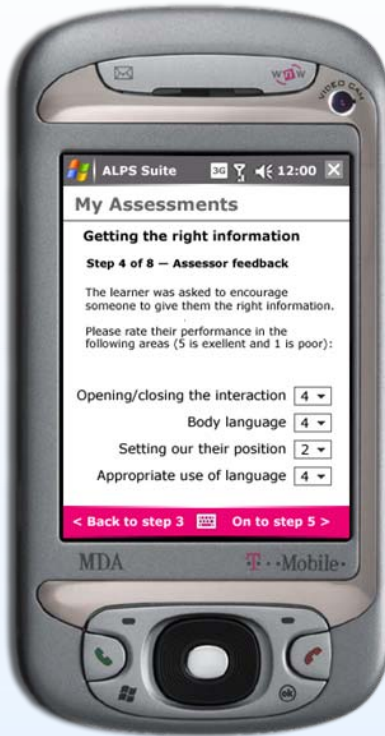 w n w
VIDEO CAM
ALPS Suite 3G 12:00
My Assessments
Getting the right information
Step 4 of 8 — Assessor feedback
The learner was asked to encourage
someone to give them the right information.
Please rate their performance in the
following areas (5 is exellent and 1 is poor):
Opening/closing the interaction 4
Body language 4
Setting our their position 2
Appropriate use of language 4
< Back to step 3 On to step 5 >
MDA T··Mobile·
ok